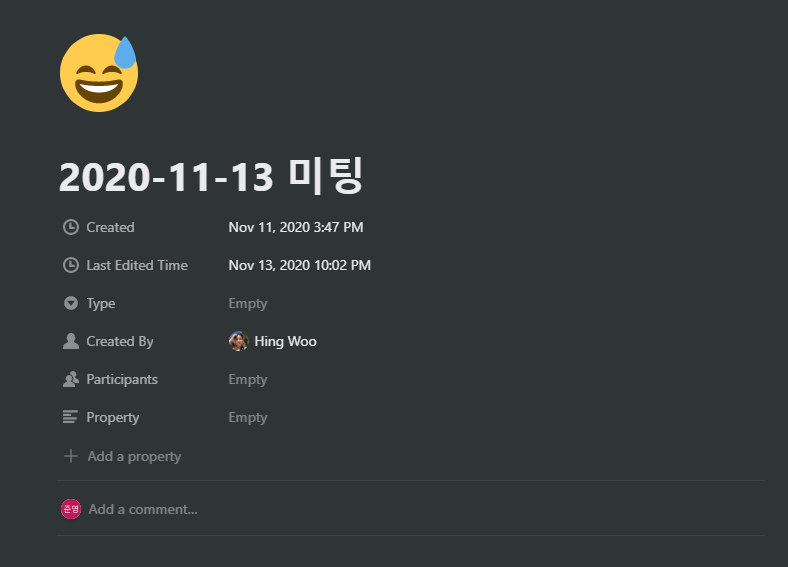 2020-11-13 미팅
Created Nov 11, 2020 3:47 PM
Last Edited Time Nov 13, 2020 10:02 PM
Type Empty
Created By Hing Woo
Participants Empty
Property Empty
Add a property
준영 Add a comment...